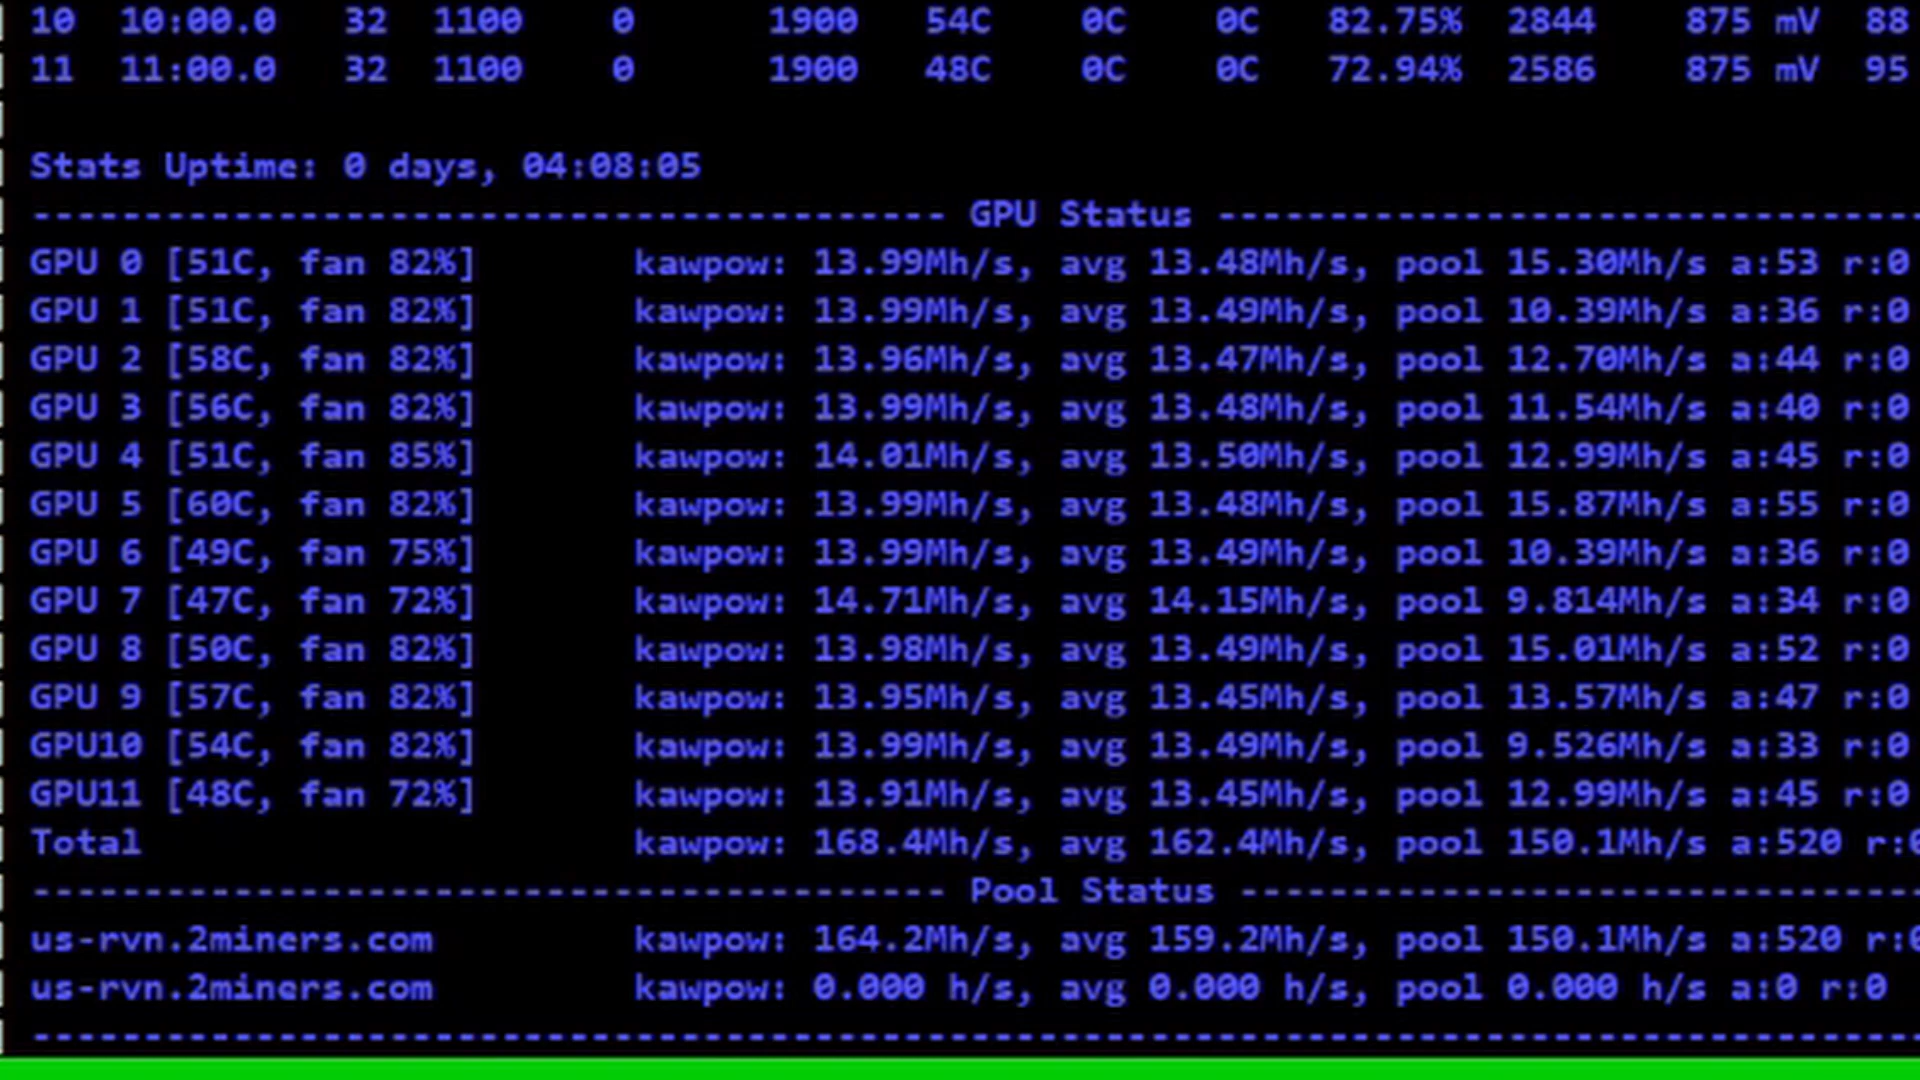 10 10:00.0 32 1100 0 1900 54C 0C 0C 82.75% 2844 875 mV 88
11 11:00.0 32 1100 0 1900 48C 0C 0C 72.94% 2586 875 mV 95
Stats Uptime: 0 days, 04:08:05
---------------------------------------- GPU Status -------------------------------
GPU 0 [51C, fan 82%] kawpow: 13.99Mh/s, avg 13.48Mh/s, pool 15.30Mh/s a:53 r:0
GPU 1 [51C, fan 82%] kawpow: 13.99Mh/s, avg 13.49Mh/s, pool 10.39Mh/s a:36 r:0
GPU 2 [58C, fan 82%] kawpow: 13.96Mh/s, avg 13.47Mh/s, pool 12.70Mh/s a:44 r:0
GPU 3 [56C, fan 82%] kawpow: 13.99Mh/s, avg 13.48Mh/s, pool 11.54Mh/s a:40 r:0
GPU 4 [51C, fan 85%] kawpow: 14.01Mh/s, avg 13.50Mh/s, pool 12.99Mh/s a:45 r:0
GPU 5 [60C, fan 82%] kawpow: 13.99Mh/s, avg 13.48Mh/s, pool 15.87Mh/s a:55 r:0
GPU 6 [49C, fan 75%] kawpow: 13.99Mh/s, avg 13.49Mh/s, pool 10.39Mh/s a:36 r:0
GPU 7 [47C, fan 72%] kawpow: 14.71Mh/s, avg 14.15Mh/s, pool 9.814Mh/s a:34 r:0
GPU 8 [50C, fan 82%] kawpow: 13.98Mh/s, avg 13.49Mh/s, pool 15.01Mh/s a:52 r:0
GPU 9 [57C, fan 82%] kawpow: 13.95Mh/s, avg 13.45Mh/s, pool 13.57Mh/s a:47 r:0
GPU10 [54C, fan 82%] kawpow: 13.99Mh/s, avg 13.49Mh/s, pool 9.526Mh/s a:33 r:0
GPU11 [48C, fan 72%] kawpow: 13.91Mh/s, avg 13.45Mh/s, pool 12.99Mh/s a:45 r:0
Total kawpow: 168.4Mh/s, avg 162.4Mh/s, pool 150.1Mh/s a:520 r:0
---------------------------------------- Pool Status ------------------------------
us-rvn.2miners.com kawpow: 164.2Mh/s, avg 159.2Mh/s, pool 150.1Mh/s a:520 r:0
us-rvn.2miners.com kawpow: 0.000 h/s, avg 0.000 h/s, pool 0.000 h/s a:0 r:0
-----------------------------------------------------------------------------------